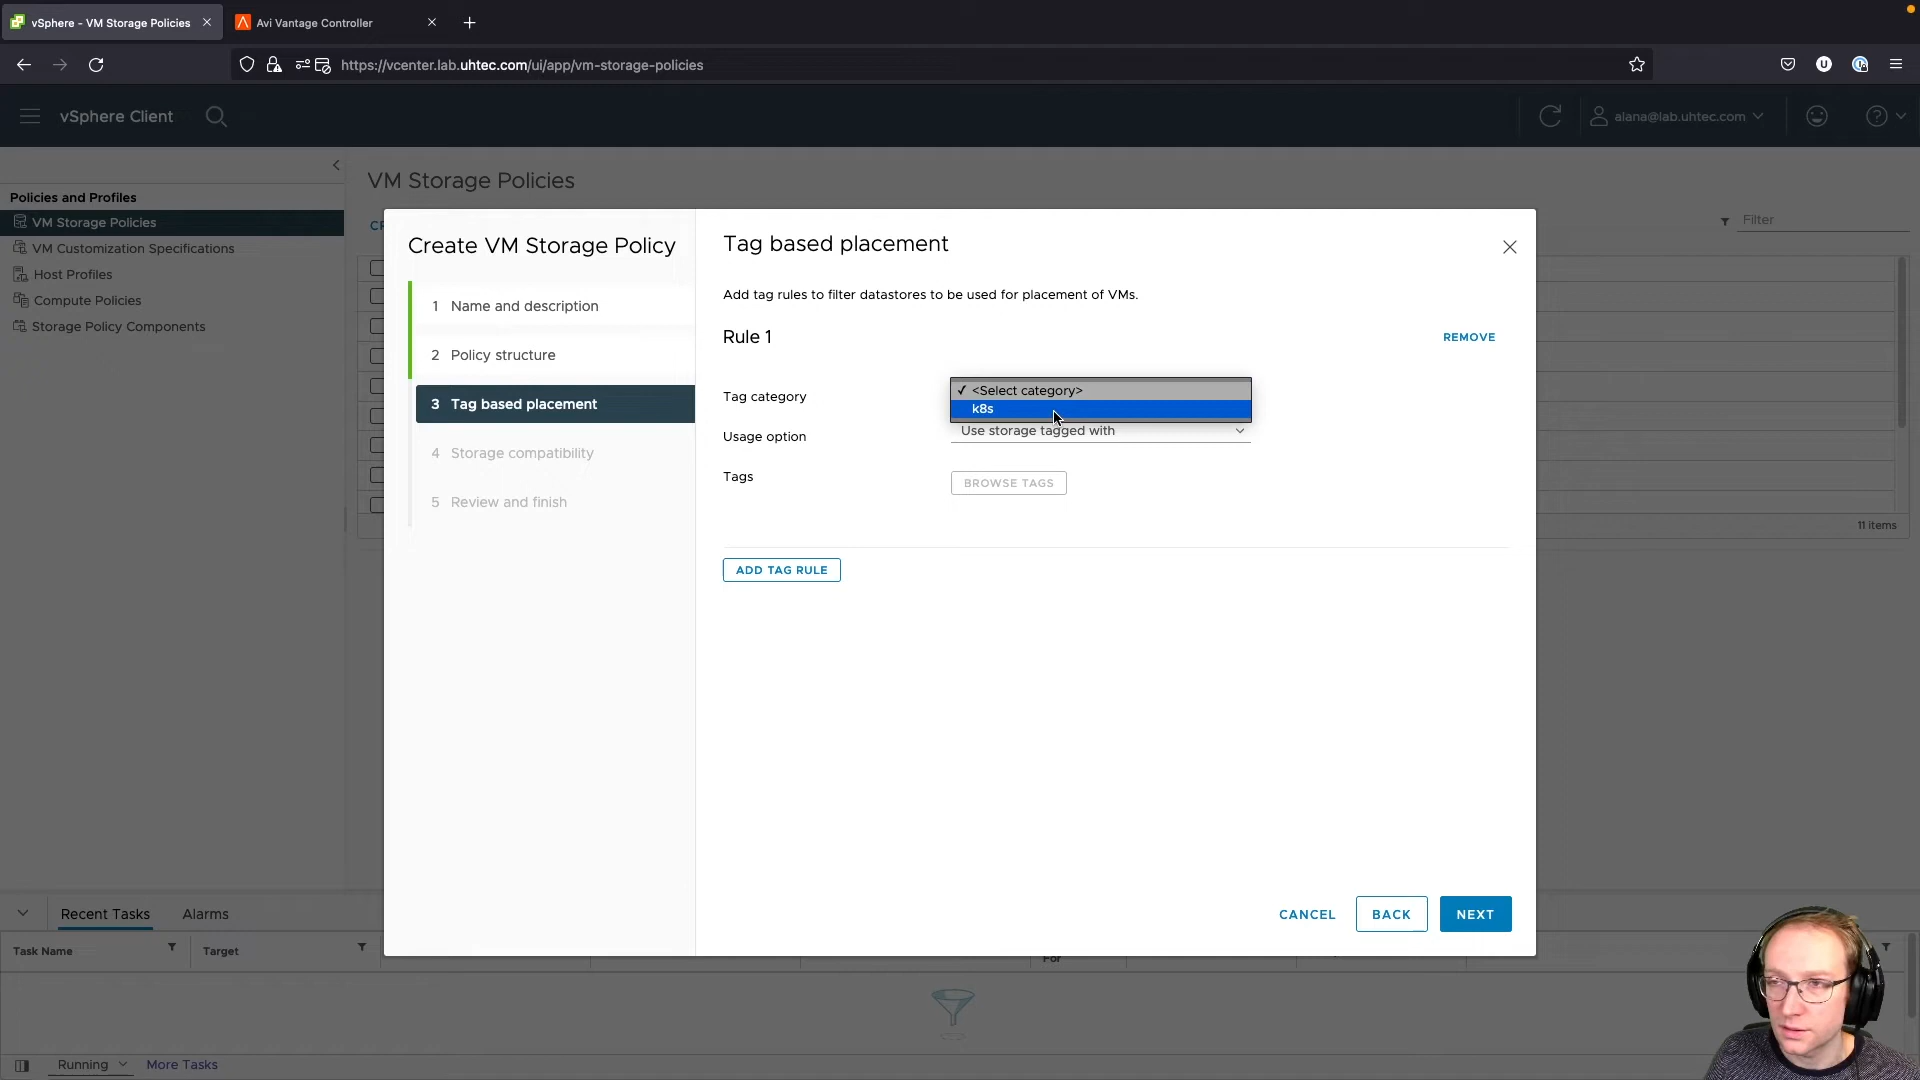 vSphere - VM Storage Policies
Avi Vantage Controller
https://vcenter.lab.uhtec.com/ui/app/vm-storage-policies
vSphere Client
alana@lab.uhtec.com
Policies and Profiles
VM Storage Policies
VM Customization Specifications
Host Profiles
Compute Policies
Storage Policy Components
VM Storage Policies
Filter
11 items
Create VM Storage Policy
1 Name and description
2 Policy structure
3 Tag based placement
4 Storage compatibility
5 Review and finish
Tag based placement
Add tag rules to filter datastores to be used for placement of VMs.
Rule 1
REMOVE
Tag category
<Select category>
k8s
Usage option
Use storage tagged with
Tags
BROWSE TAGS
ADD TAG RULE
CANCEL
BACK
NEXT
Recent Tasks
Alarms
Task Name
Target
For
Running
More Tasks